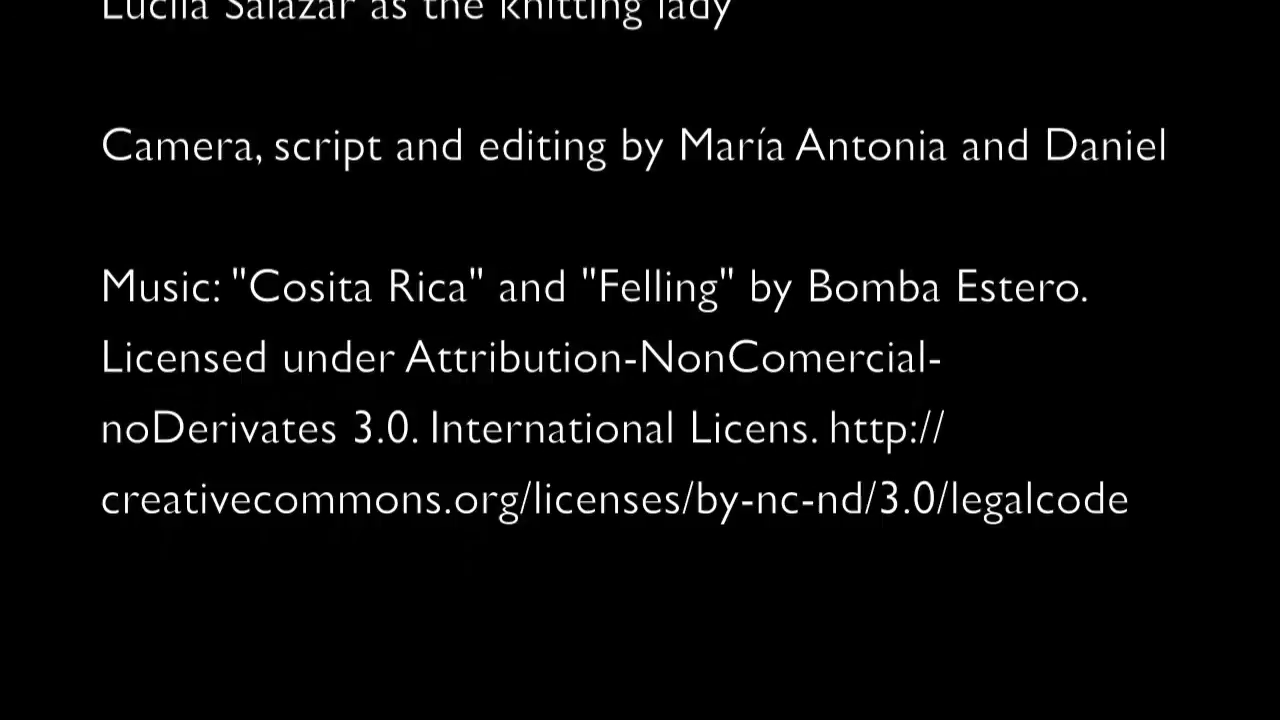 Lucila Salazar as the knitting lady
Camera, script and editing by María Antonia and Daniel
Music: "Cosita Rica" and "Felling" by Bomba Estero.
Licensed under Attribution-NonComercial-
noDerivates 3.0. International Licens. http://
creativecommons.org/licenses/by-nc-nd/3.0/legalcode